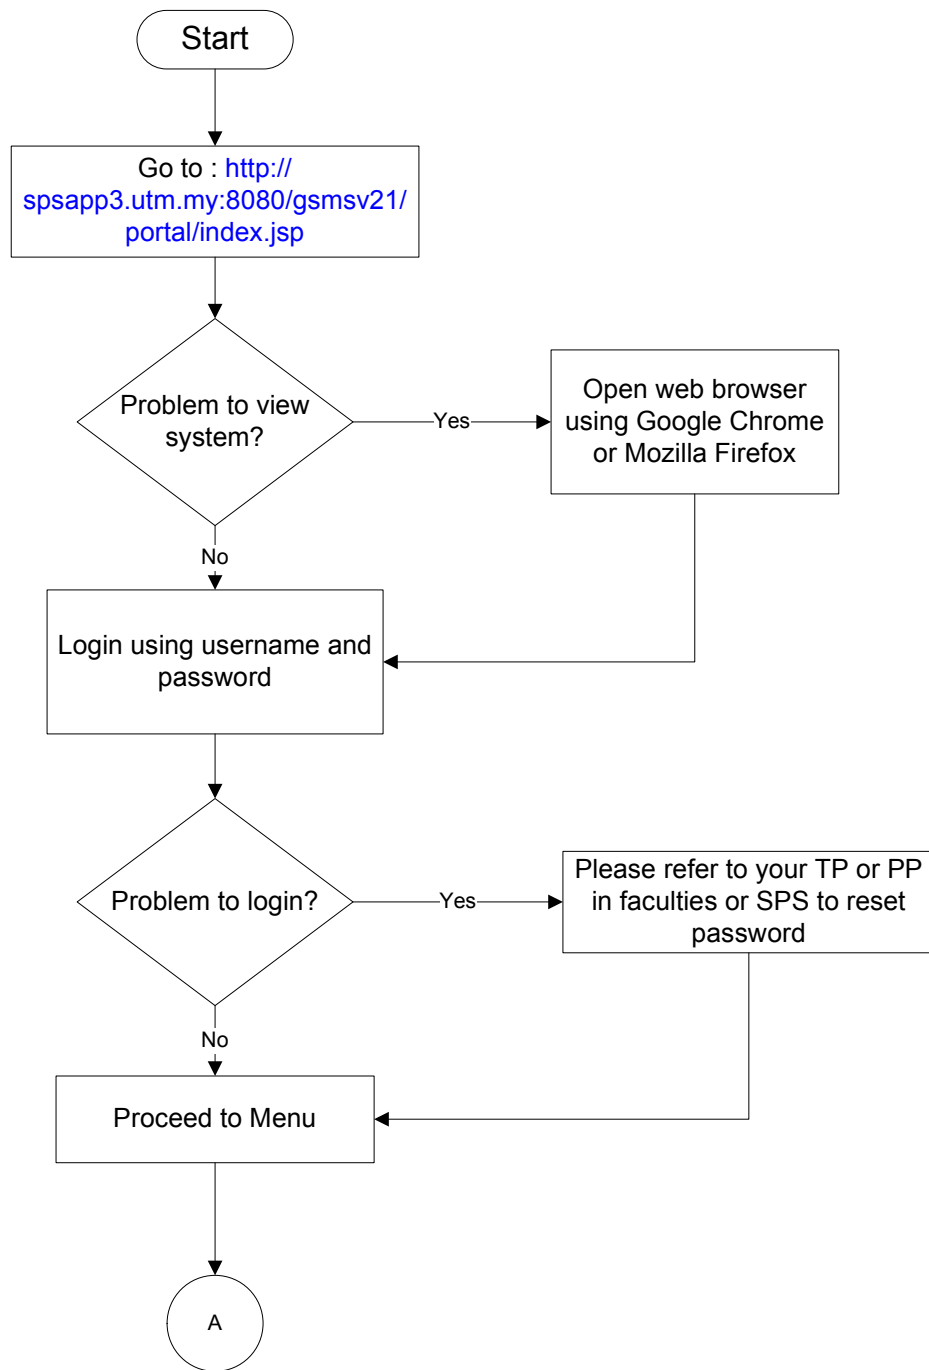 Start
Go to : http://
spsapp3.utm.my:8080/gsmsv21/
portal/index.jsp
Problem to view
system?
Yes
Open web browser
using Google Chrome
or Mozilla Firefox
No
Login using username and
password
Problem to login?
Yes
Please refer to your TP or PP
in faculties or SPS to reset
password
No
Proceed to Menu
A